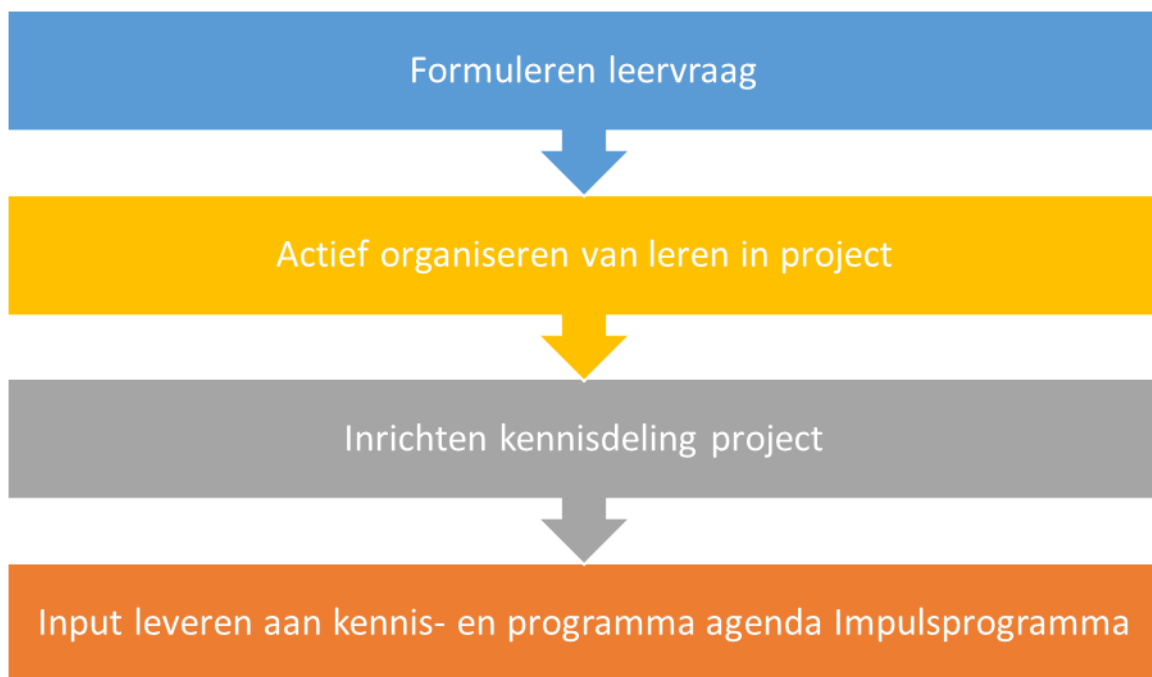 Formuleren leervraag
Actief organiseren van leren in project
Inrichten kennisdeling project
Input leveren aan kennis- en programma agenda Impulsprogramma